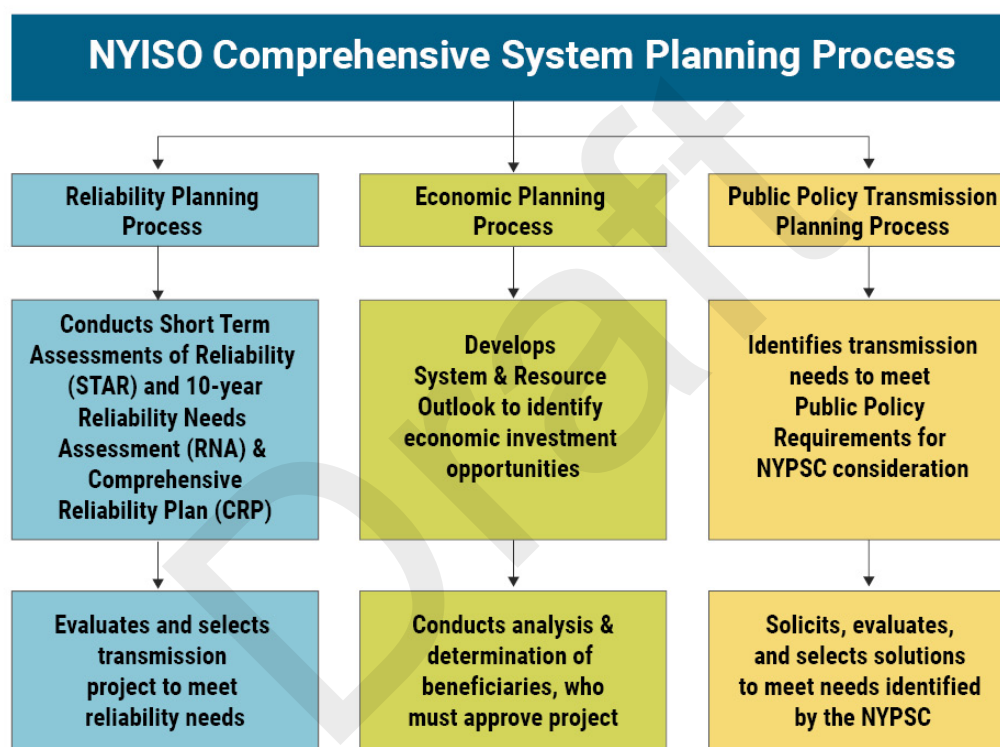 NYISO Comprehensive System Planning Process
Reliability Planning
Process
Economic Planning
Process
Public Policy Transmission
Planning Process
Conducts Short Term
Assessments of Reliability
(STAR) and 10-year
Reliability Needs
Assessment (RNA) &
Comprehensive
Reliability Plan (CRP)
Develops
System & Resource
Outlook to identify
economic investment
opportunities
Identifies transmission
needs to meet
Public Policy
Requirements for
NYPSC consideration
Evaluates and selects
transmission
project to meet
reliability needs
Conducts analysis &
determination of
beneficiaries, who
must approve project
Solicits, evaluates,
and selects solutions
to meet needs identified
by the NYPSC
Draft